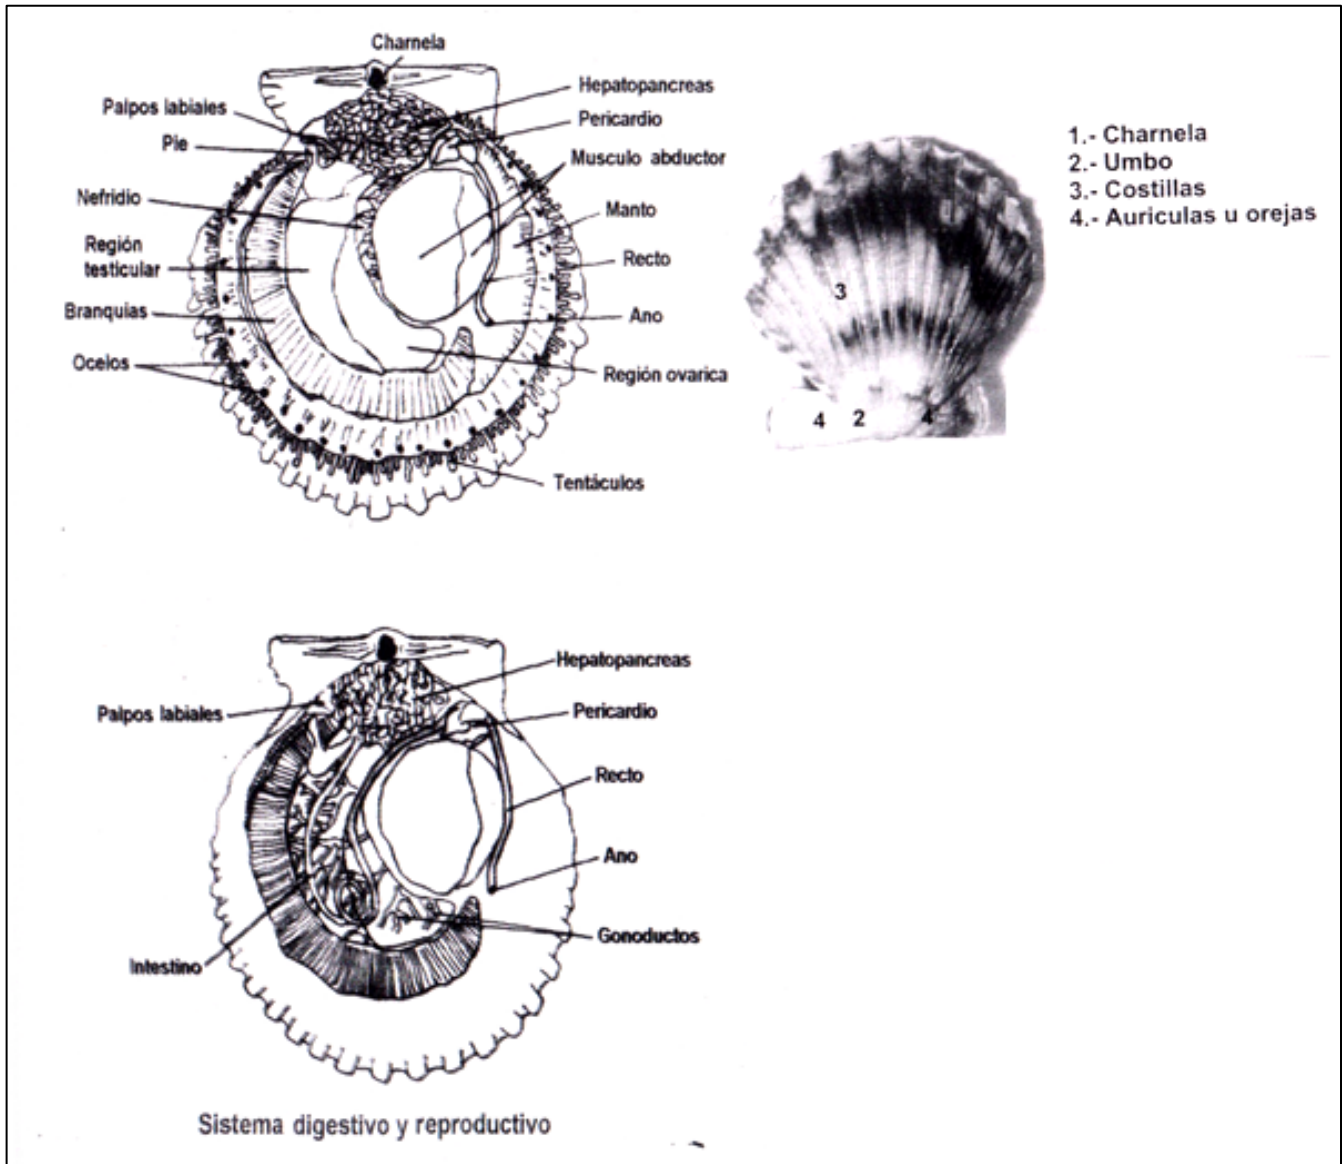 Charnela
Palpos labiales
Pie
Nefridio
Región
testicular
Branquias
Ocelos
Hepatopancreas
Pericardio
Musculo abductor
Manto
Recto
Ano
Región ovarica
Tentáculos
1.- Charnela
2.- Umbo
3.- Costillas
4.- Auriculas u orejas
3
4
2
4
Palpos labiales
Intestino
Hepatopancreas
Pericardio
Recto
Ano
Gonoductos
Sistema digestivo y reproductivo